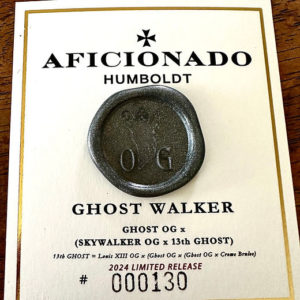 AFICIONADO
HUMBOLDT
OG
GHOST WALKER
GHOST OG x
(SKYWALKER OG x 13th GHOST)
13th GHOST = Louis XIII OG x (Ghost OG x (Ghost OG x Creme Brulee)
2024 LIMITED RELEASE
# 000130